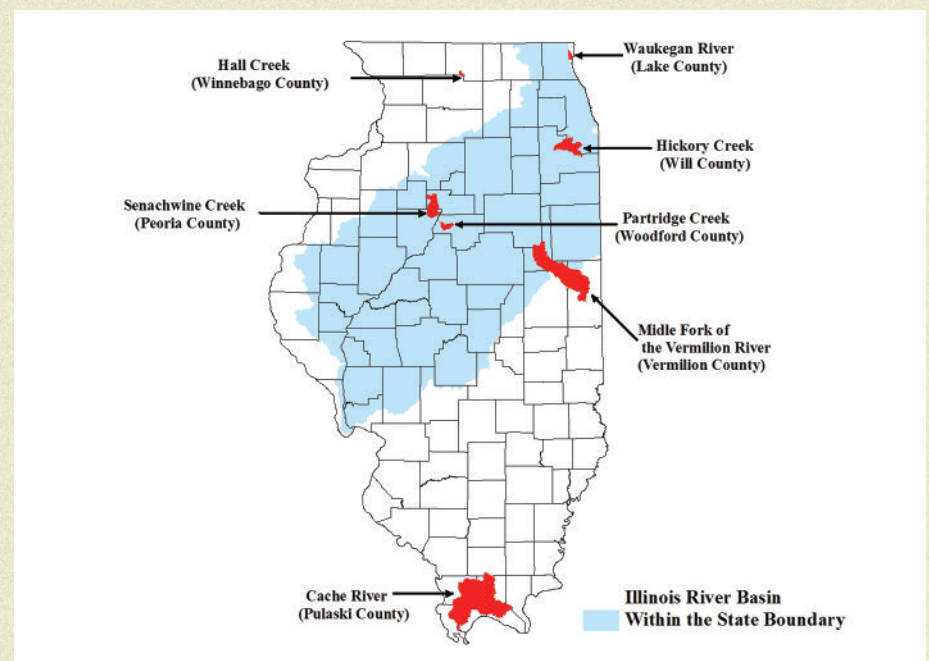 Waukegan River
(Lake County)
Hall Creek
(Winnebago County)
Hickory Creek
(Will County)
Senachwine Creek
(Peoria County)
Partridge Creek
(Woodford County)
Midle Fork of
the Vermilion River
(Vermilion County)
Cache River
(Pulaski County)
Illinois River Basin
Within the State Boundary